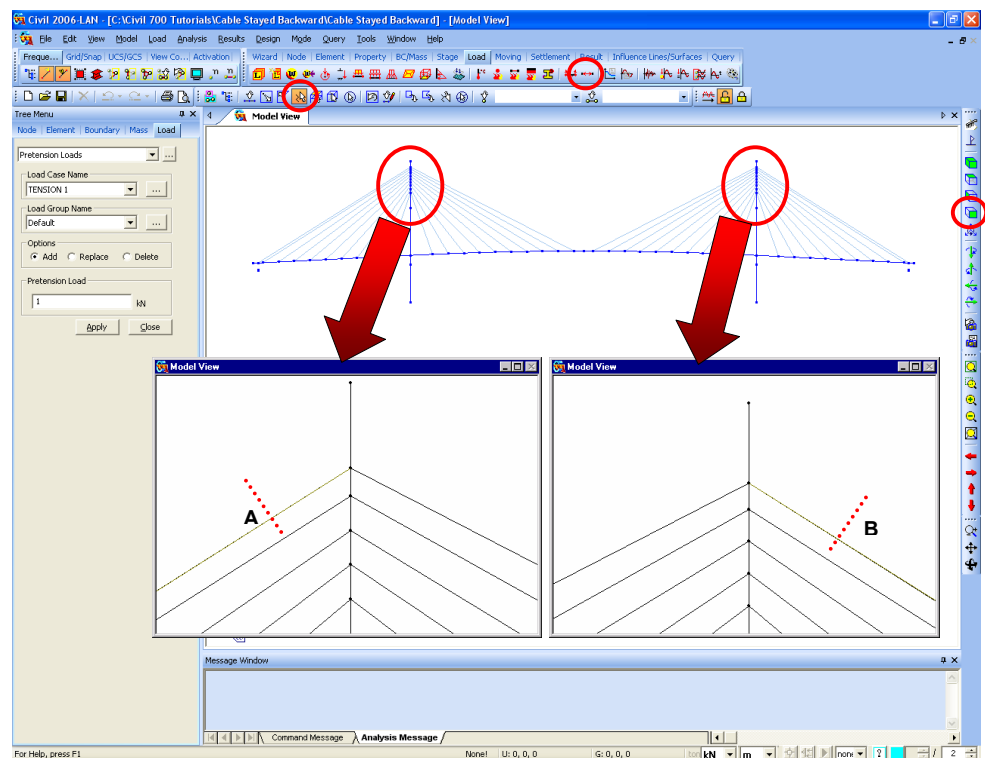 Civil 2006-LAN - [C:\Civil 700 Tutorials\Cable Stayed Backward\Cable Stayed Backward] - [Model View]
File Edit View Model Load Analysis Results Design Mode Query Tools Window Help
Freque... Grid/Snap UCS/GCS View Co... Activation Wizard Node Element Property BC/Mass Stage Load Moving Settlement Result Influence Lines/Surfaces Query
Tree Menu
Model View
Node Element Boundary Mass Load
Pretension Loads
...
Load Case Name
TENSION 1
...
Load Group Name
Default
...
Options
Add Replace Delete
Pretension Load
1
kN
Apply Close
Model View
A
Model View
B
Message Window
Command Message Analysis Message
For Help, press F1
None!
U: 0, 0, 0
G: 0, 0, 0
ton kN
m
none
? / 2